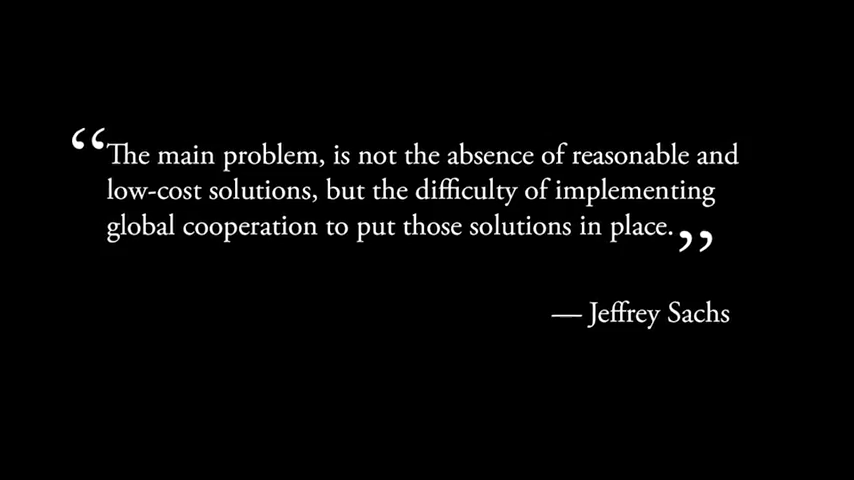 “The main problem, is not the absence of reasonable and
low-cost solutions, but the difficulty of implementing
global cooperation to put those solutions in place.”
— Jeffrey Sachs